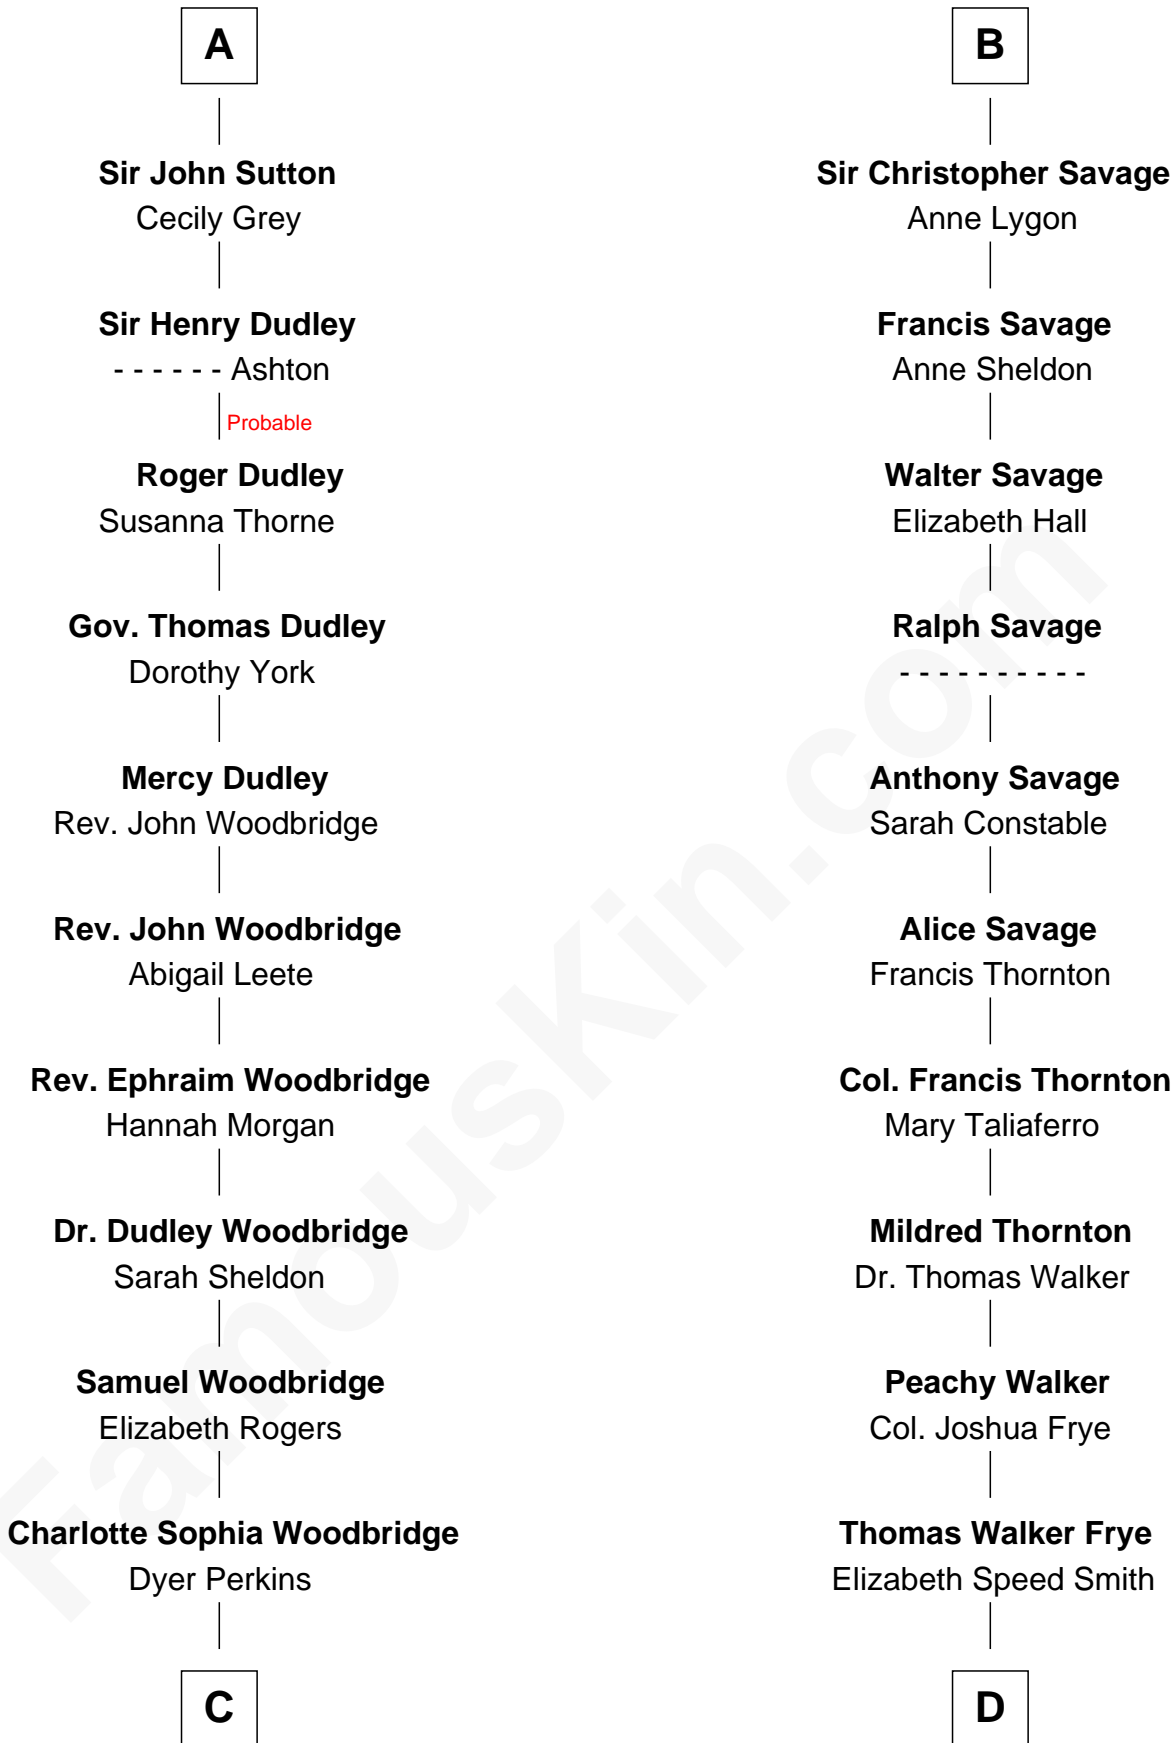 A
Sir John Sutton
Cecily Grey
Sir Henry Dudley
- - - - - - Ashton
Probable
Roger Dudley
Susanna Thorne
Gov. Thomas Dudley
Dorothy York
Mercy Dudley
Rev. John Woodbridge
Rev. John Woodbridge
Abigail Leete
Rev. Ephraim Woodbridge
Hannah Morgan
Dr. Dudley Woodbridge
Sarah Sheldon
Samuel Woodbridge
Elizabeth Rogers
Charlotte Sophia Woodbridge
Dyer Perkins
C
B
Sir Christopher Savage
Anne Lygon
Francis Savage
Anne Sheldon
Walter Savage
Elizabeth Hall
Ralph Savage
- - - - - - - - - -
Anthony Savage
Sarah Constable
Alice Savage
Francis Thornton
Col. Francis Thornton
Mary Taliaferro
Mildred Thornton
Dr. Thomas Walker
Peachy Walker
Col. Joshua Frye
Thomas Walker Frye
Elizabeth Speed Smith
D
FamousKin.com